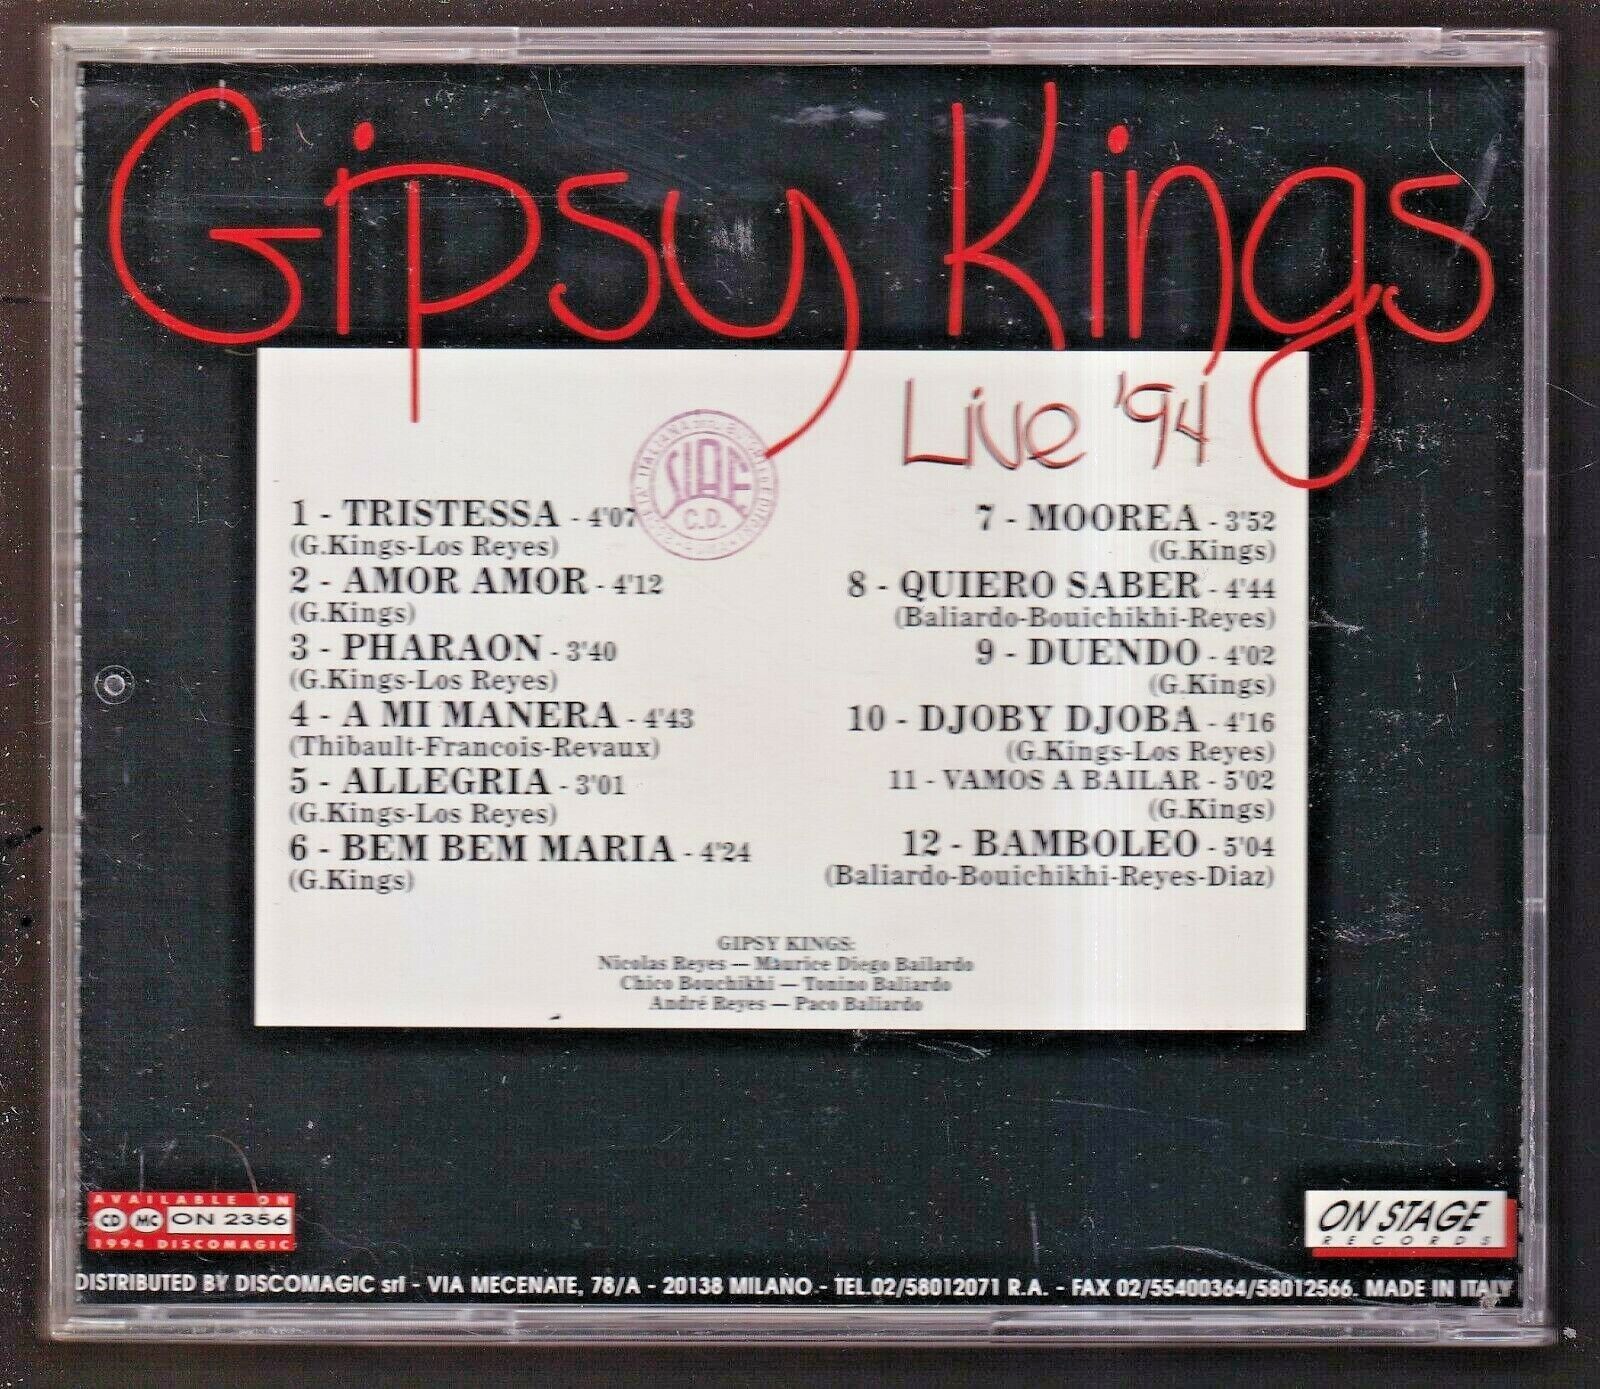 Gipsy Kings
Live '94
SIAE
C.D.
1 - TRISTESSA - 4'07
(G.Kings-Los Reyes)
2 - AMOR AMOR - 4'12
(G.Kings)
3 - PHARAON - 3'40
(G.Kings-Los Reyes)
4 - A MI MANERA - 4'43
(Thibault-Francois-Revaux)
5 - ALLEGRIA - 3'01
(G.Kings-Los Reyes)
6 - BEM BEM MARIA - 4'24
(G.Kings)
7 - MOOREA - 3'52
(G.Kings)
8 - QUIERO SABER - 4'44
(Baliardo-Bouichikhi-Reyes)
9 - DUENDO - 4'02
(G.Kings)
10 - DJOBY DJOBA - 4'16
(G.Kings-Los Reyes)
11 - VAMOS A BAILAR - 5'02
(G.Kings)
12 - BAMBOLEO - 5'04
(Baliardo-Bouichikhi-Reyes-Diaz)
GIPSY KINGS:
Nicolas Reyes — Maurice Diego Bailardo
Chico Bouchikhi — Tonino Baliardo
André Reyes — Paco Baliardo
AVAILABLE ON
CD MC ON 2356
1994 DISCOMAGIC
ON STAGE
RECORDS
DISTRIBUTED BY DISCOMAGIC srl - VIA MECENATE, 78/A - 20138 MILANO - TEL.02/58012071 R.A. - FAX 02/55400364/58012566. MADE IN ITALY